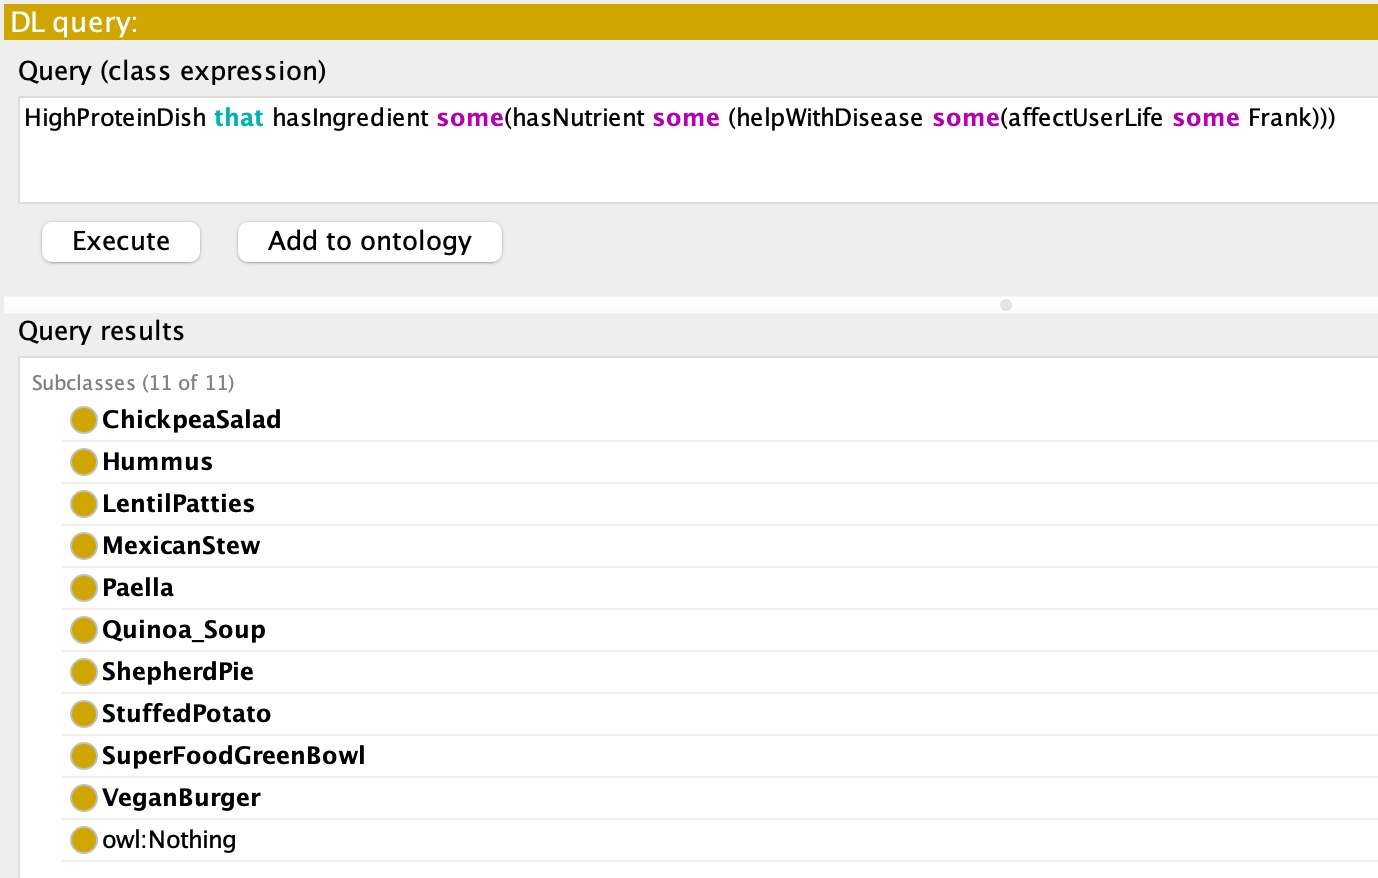 DL query:
Query (class expression)
HighProteinDish that hasIngredient some(hasNutrient some (helpWithDisease some(affectUserLife some Frank)))
Execute
Add to ontology
Query results
Subclasses (11 of 11)
ChickpeaSalad
Hummus
LentilPatties
MexicanStew
Paella
Quinoa_Soup
ShepherdPie
StuffedPotato
SuperFoodGreenBowl
VeganBurger
owl:Nothing